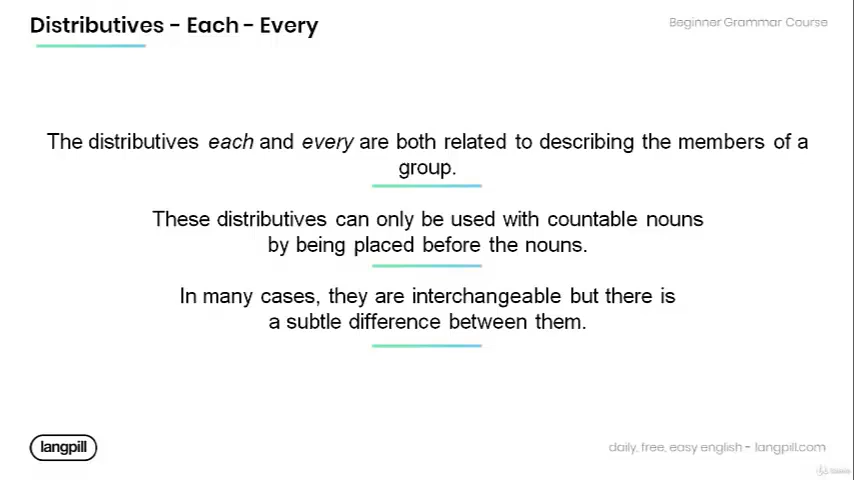 Distributives - Each - Every
Beginner Grammar Course
The distributives each and every are both related to describing the members of a
group.
These distributives can only be used with countable nouns
by being placed before the nouns.
In many cases, they are interchangeable but there is
a subtle difference between them.
langpill
daily, free, easy english - langpill.com
Udemy